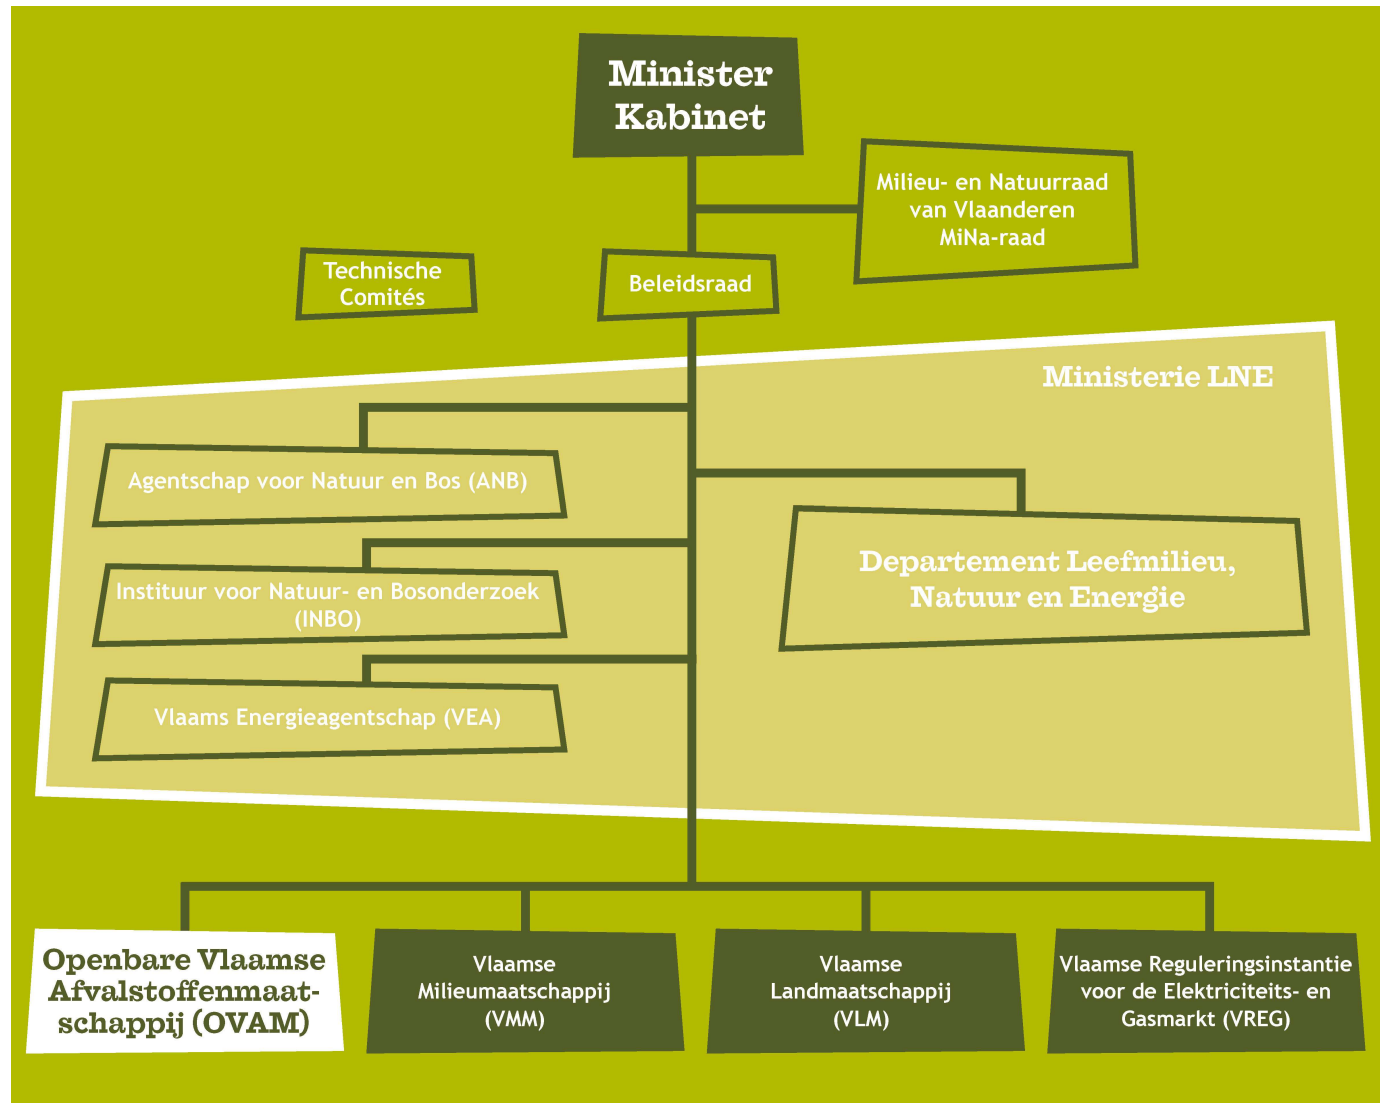 Minister
Kabinet
Milieu- en Natuurraad
van Vlaanderen
MiNa-raad
Technische
Comités
Beleidsraad
Ministerie LNE
Agentschap voor Natuur en Bos (ANB)
Departement Leefmilieu,
Natuur en Energie
Instituur voor Natuur- en Bosonderzoek
(INBO)
Vlaams Energieagentschap (VEA)
Openbare Vlaamse
Afvalstoffenmaat-
schappij (OVAM)
Vlaamse
Milieumaatschappij
(VMM)
Vlaamse
Landmaatschappij
(VLM)
Vlaamse Reguleringsinstantie
voor de Elektriciteits- en
Gasmarkt (VREG)